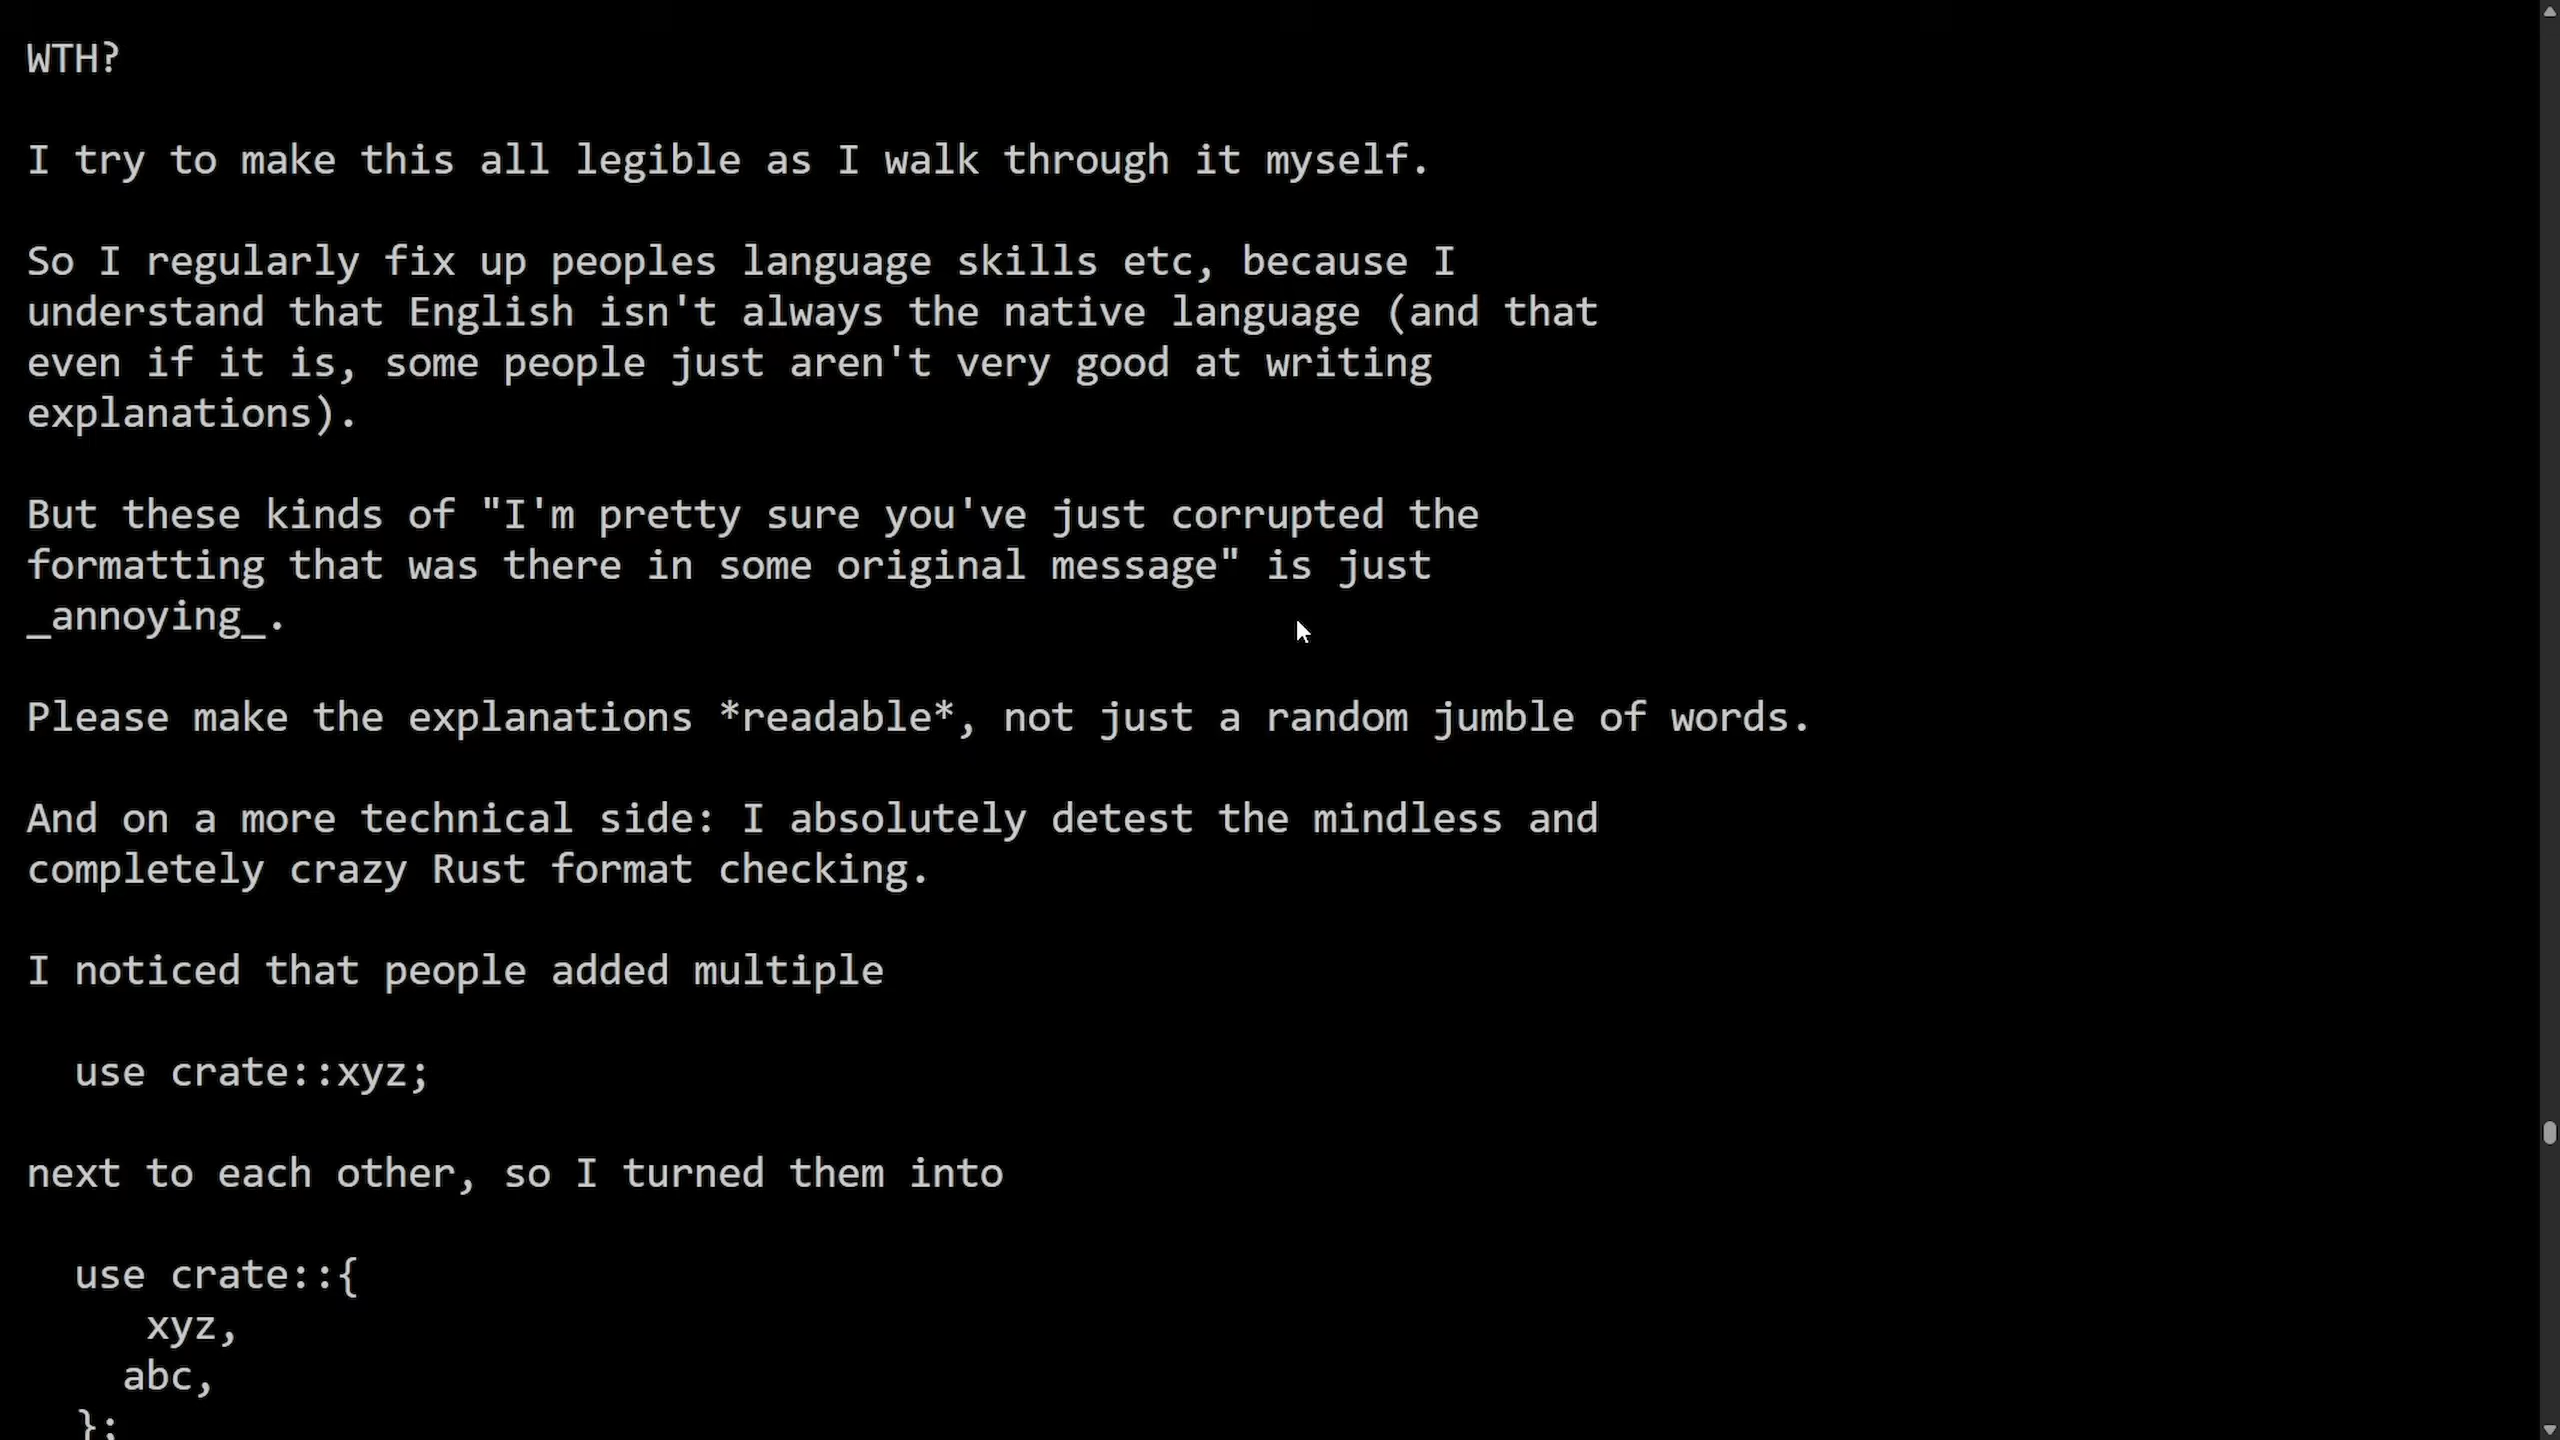 WTH?
I try to make this all legible as I walk through it myself.
So I regularly fix up peoples language skills etc, because I
understand that English isn't always the native language (and that
even if it is, some people just aren't very good at writing
explanations).
But these kinds of "I'm pretty sure you've just corrupted the
formatting that was there in some original message" is just
_annoying_.
Please make the explanations *readable*, not just a random jumble of words.
And on a more technical side: I absolutely detest the mindless and
completely crazy Rust format checking.
I noticed that people added multiple
use crate::xyz;
next to each other, so I turned them into
use crate::{
xyz,
abc,
};